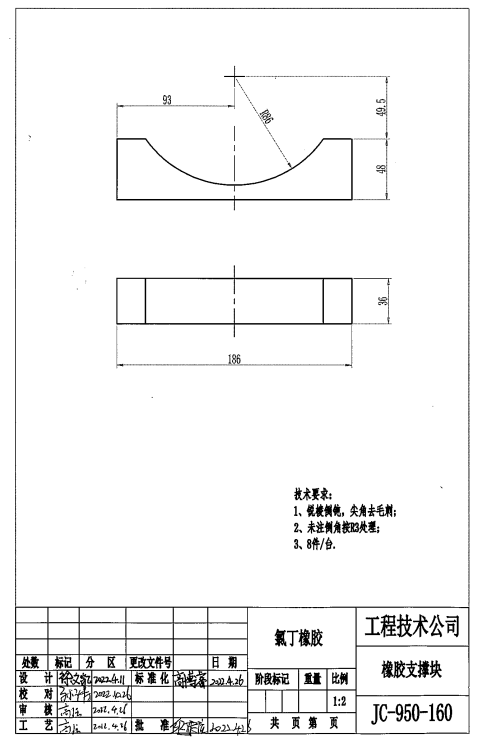 93
R86
49.5
48
36
186
技术要求：
1、锐棱倒钝，尖角去毛刺；
2、未注倒角按R3处理；
3、8件/台.
氯丁橡胶
工程技术公司
橡胶支撑块
JC-950-160
处数 标记 分 区 更改文件号 日 期
设 计 2022.4.11 标 准 化 2022.4.26
校 对 2022.4.26
审 核 2022.4.26
工 艺 2022.4.26 批 准 2022.4.26
阶段标记 重量 比例
1:2
共 页 第 页